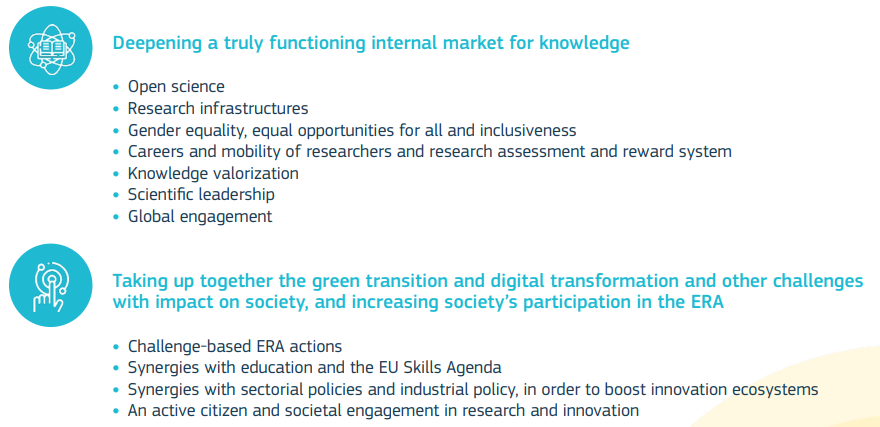 Deepening a truly functioning internal market for knowledge
• Open science
• Research infrastructures
• Gender equality, equal opportunities for all and inclusiveness
• Careers and mobility of researchers and research assessment and reward system
• Knowledge valorization
• Scientific leadership
• Global engagement
Taking up together the green transition and digital transformation and other challenges
with impact on society, and increasing society’s participation in the ERA
• Challenge-based ERA actions
• Synergies with education and the EU Skills Agenda
• Synergies with sectorial policies and industrial policy, in order to boost innovation ecosystems
• An active citizen and societal engagement in research and innovation